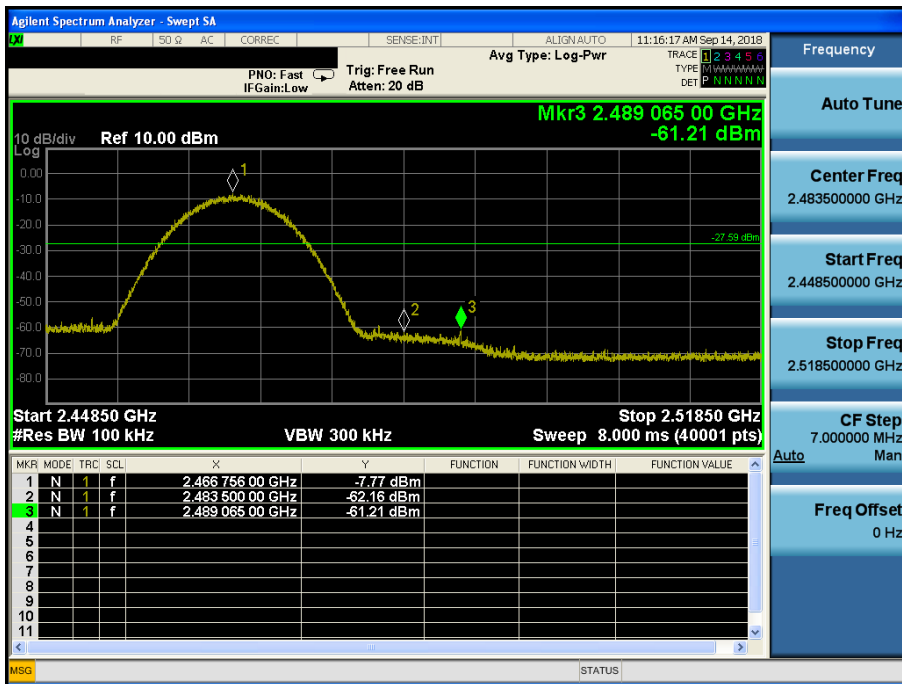 Agilent Spectrum Analyzer - Swept SA
LXI RF 50 Ω AC CORREC SENSE:INT ALIGN AUTO 11:16:17 AM Sep 14, 2018
Frequency
Avg Type: Log-Pwr
TRACE 1 2 3 4 5 6
PNO: Fast Trig: Free Run
TYPE M W W W W W
IFGain:Low Atten: 20 dB
DET P N N N N N
Auto Tune
Mkr3 2.489 065 00 GHz
-61.21 dBm
10 dB/div Ref 10.00 dBm
Log
0.00
-10.0
-20.0
-30.0
-40.0
-50.0
-60.0
-70.0
-80.0
1
2
3
-27.59 dBm
Start 2.44850 GHz Stop 2.51850 GHz
#Res BW 100 kHz VBW 300 kHz Sweep 8.000 ms (40001 pts)
Center Freq
2.483500000 GHz
Start Freq
2.448500000 GHz
Stop Freq
2.518500000 GHz
CF Step
7.000000 MHz
Auto Man
Freq Offset
0 Hz
MKR MODE TRC SCL X Y FUNCTION FUNCTION WIDTH FUNCTION VALUE
1 N 1 f 2.466 756 00 GHz -7.77 dBm
2 N 1 f 2.483 500 00 GHz -62.16 dBm
3 N 1 f 2.489 065 00 GHz -61.21 dBm
4
5
6
7
8
9
10
11
MSG STATUS